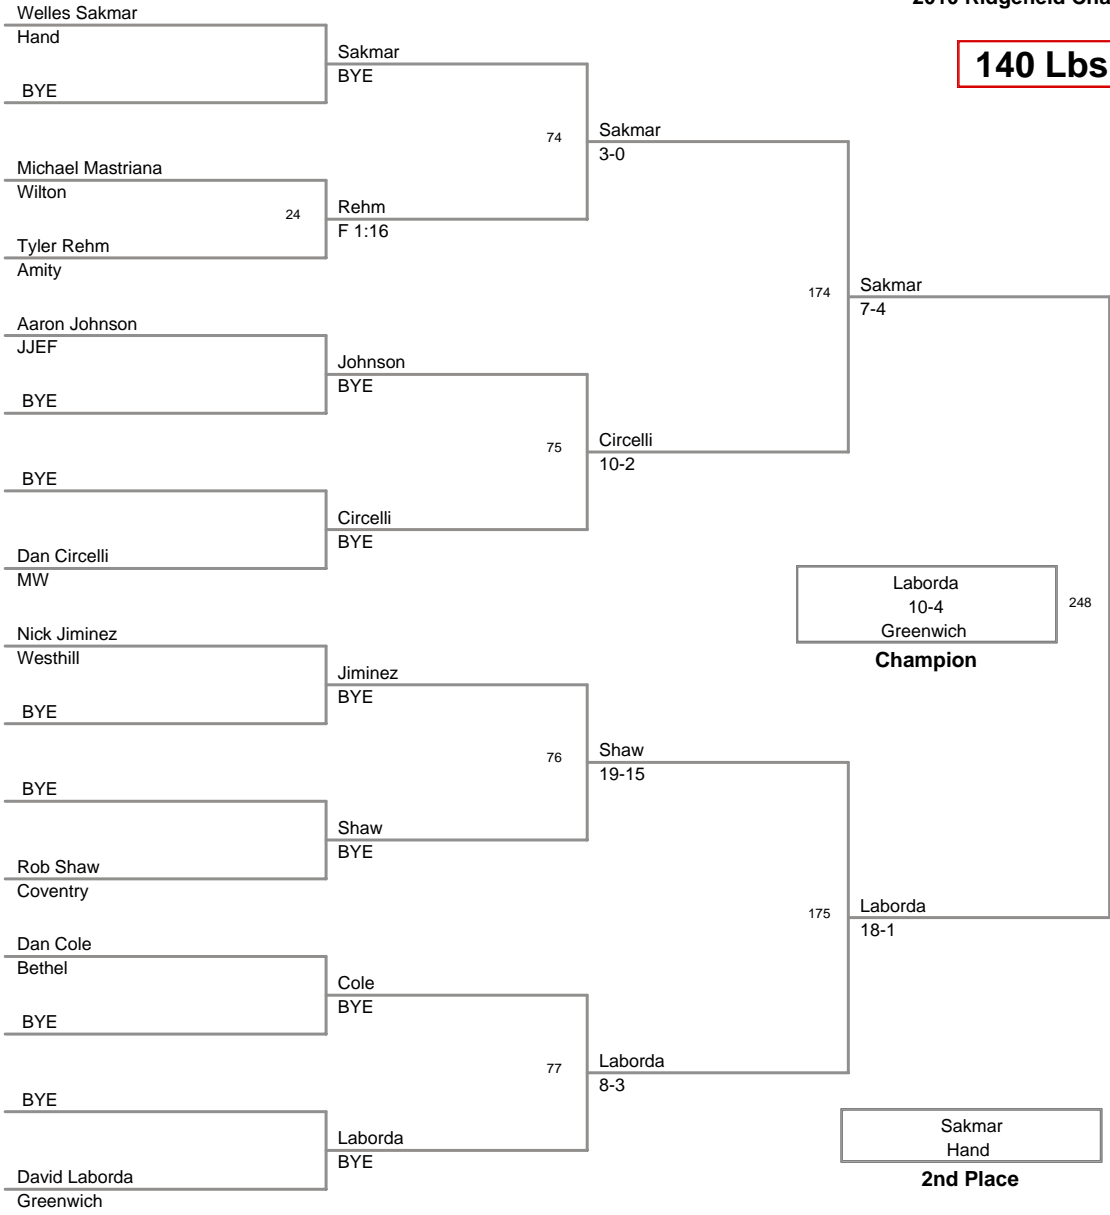 2010 Ridgefield Cha
140 Lbs
Welles Sakmar
Hand
BYE
Sakmar
BYE
Michael Mastriana
Wilton
24
Tyler Rehm
Amity
Rehm
F 1:16
74
Sakmar
3-0
Aaron Johnson
JJEF
BYE
Johnson
BYE
BYE
Dan Circelli
MW
Circelli
BYE
75
Circelli
10-2
174
Sakmar
7-4
Nick Jiminez
Westhill
BYE
Jiminez
BYE
BYE
Rob Shaw
Coventry
Shaw
BYE
76
Shaw
19-15
Dan Cole
Bethel
BYE
Cole
BYE
BYE
David Laborda
Greenwich
Laborda
BYE
77
Laborda
8-3
175
Laborda
18-1
Laborda
10-4
Greenwich
248
Champion
Sakmar
Hand
2nd Place